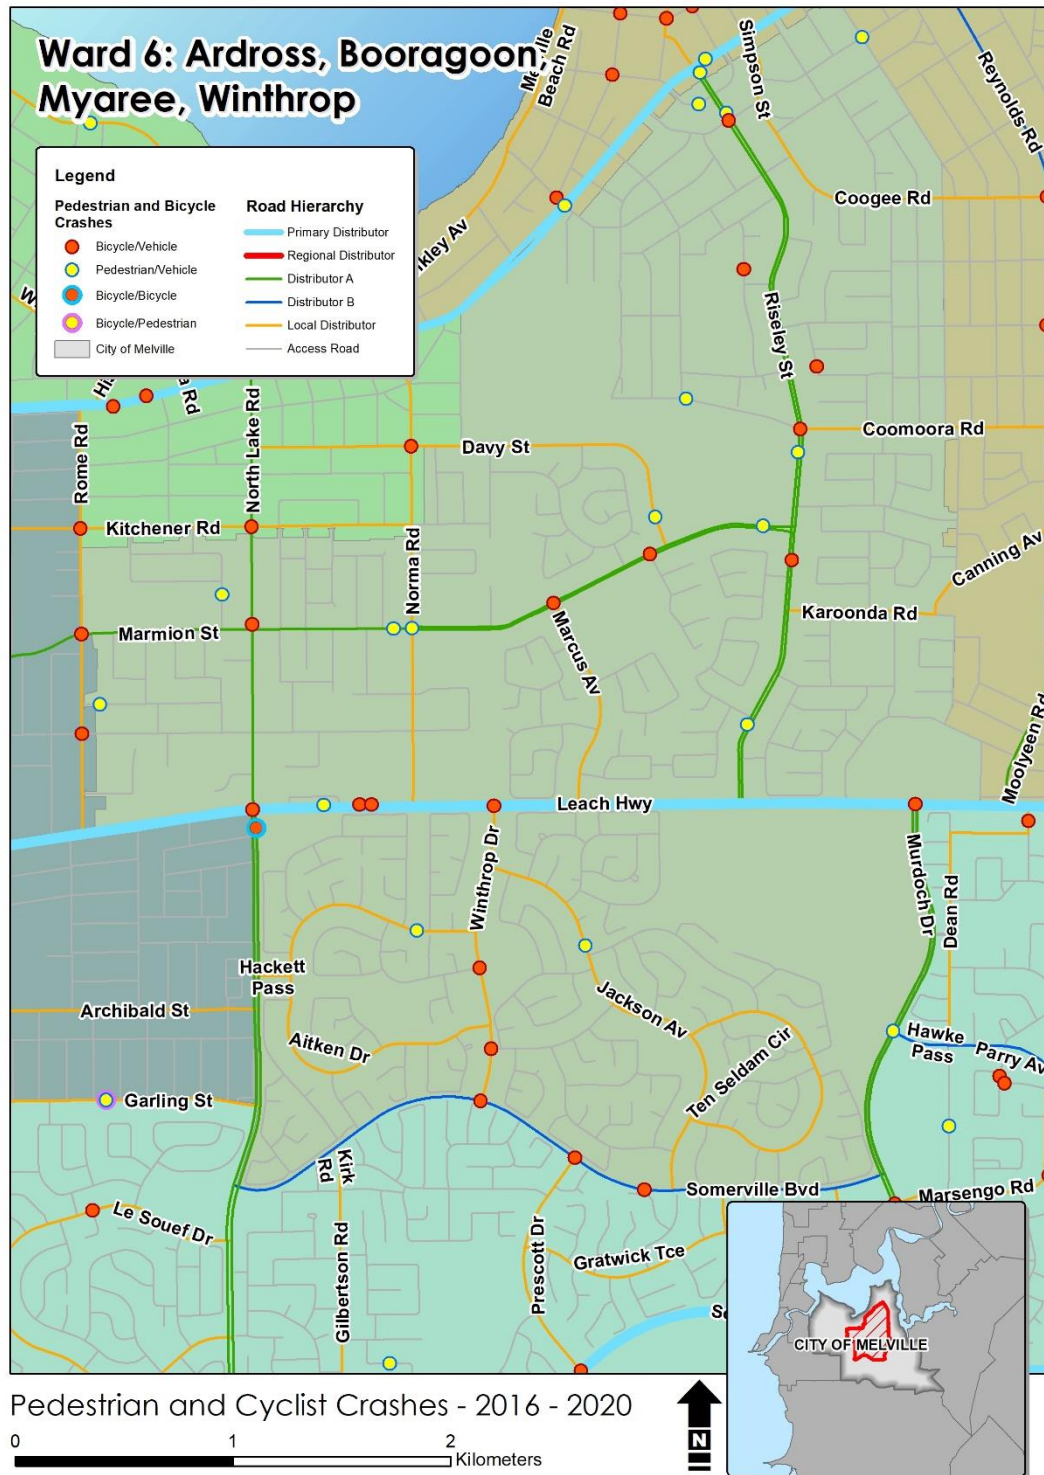 Ward 6: Ardross, Booragoon,
Myaree, Winthrop
Beach Rd
Simpson St
Reynolds Rd
Legend
Pedestrian and Bicycle
Crashes
Bicycle/Vehicle
Pedestrian/Vehicle
Bicycle/Bicycle
Bicycle/Pedestrian
City of Melville
Road Hierarchy
Primary Distributor
Regional Distributor
Distributor A
Distributor B
Local Distributor
Access Road
Coogee Rd
kley Av
Riseley St
Rome Rd
North Lake Rd
Davy St
Coomoora Rd
Kitchener Rd
Norma Rd
Canning Av
Marmion St
Marcus Av
Karoonda Rd
Moolyeen Rd
Leach Hwy
Winthrop Dr
Murdoch Dr
Dean Rd
Hackett
Pass
Archibald St
Jackson Av
Aitken Dr
Ten Seldam Cir
Hawke
Pass
Parry Av
Garling St
Kirk
Rd
Somerville Bvd
Marsengo Rd
Le Souef Dr
Gilbertson Rd
Prescott Dr
Gratwick Tce
CITY OF MELVILLE
Pedestrian and Cyclist Crashes - 2016 - 2020
N
0 1 2
Kilometers